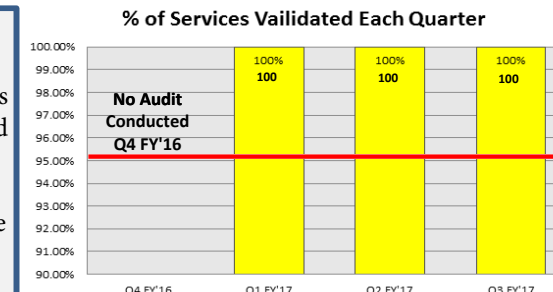 % of Services Vailidated Each Quarter
100.00%
99.00%
98.00%
97.00%
96.00%
95.00%
94.00%
93.00%
92.00%
91.00%
90.00%
No Audit
Conducted
Q4 FY'16
100%
100
100%
100
100%
100
Q4 FY'16
Q1 FY'17
Q2 FY'17
Q3 FY'17